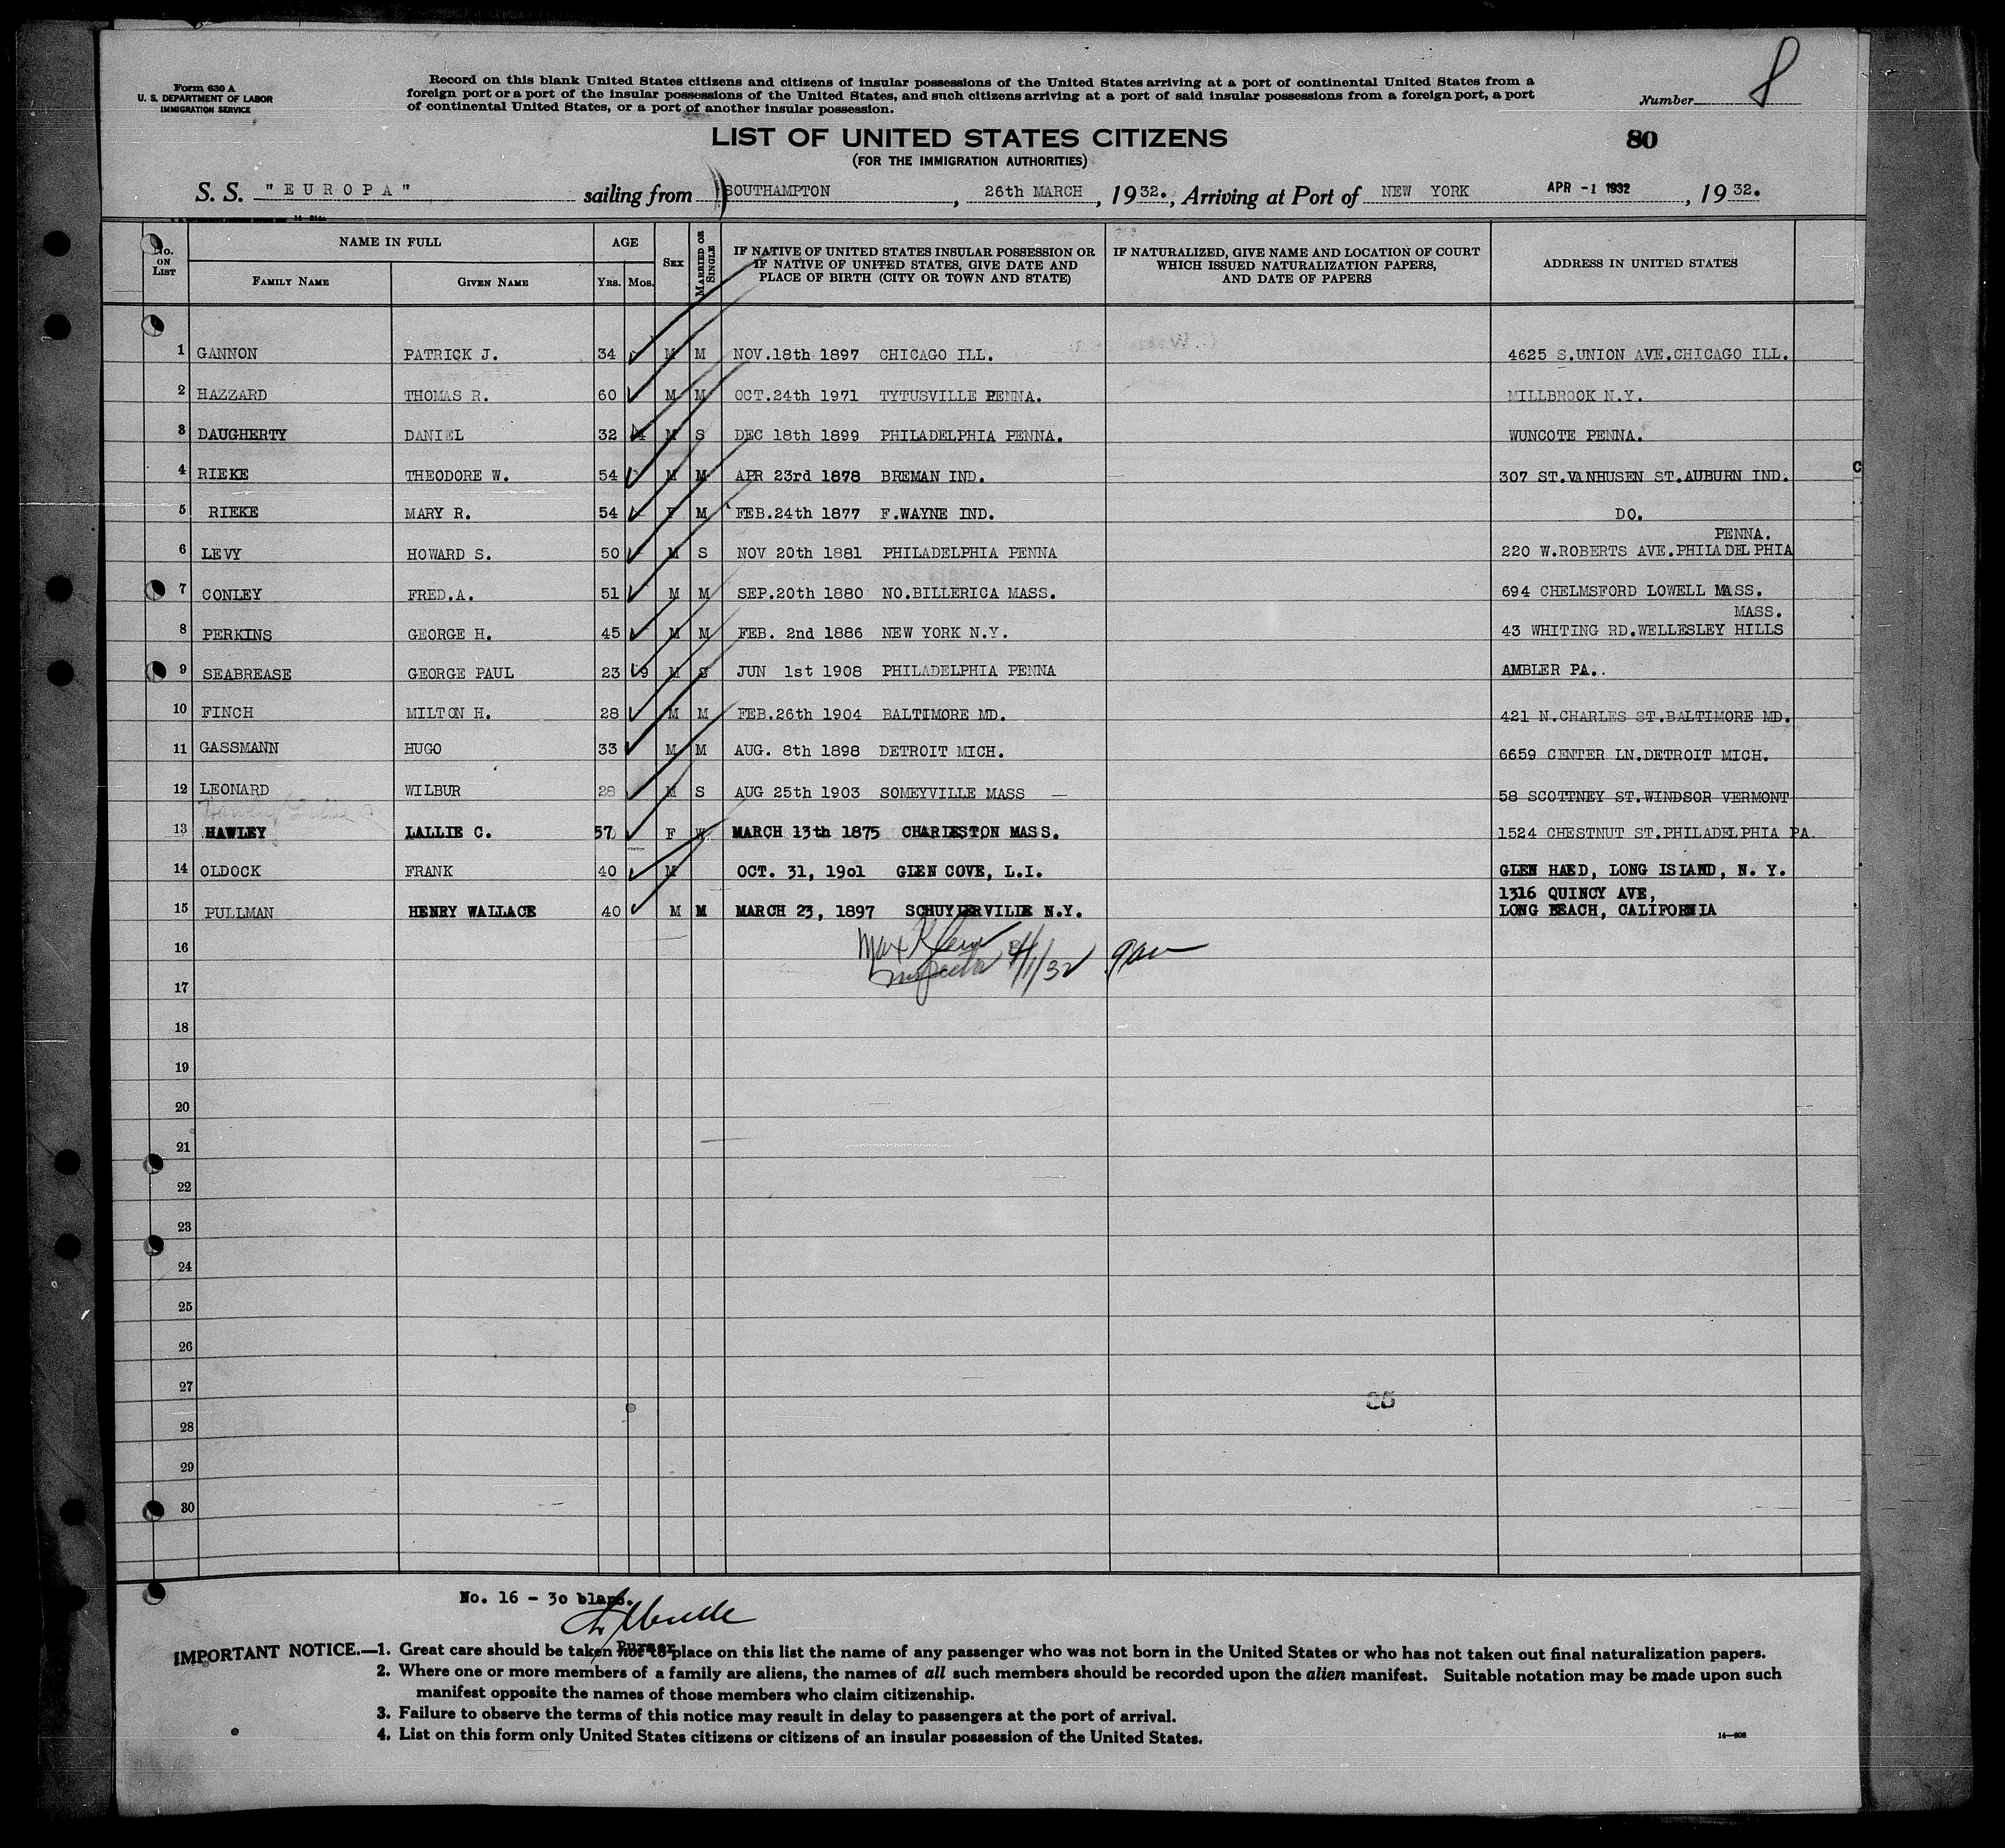 Form 630 A
U. S. DEPARTMENT OF LABOR
IMMIGRATION SERVICE
Record on this blank United States citizens and citizens of insular possessions of the United States arriving at a port of continental United States from a
foreign port or a port of the insular possessions of the United States, and such citizens arriving at a port of said insular possessions from a foreign port, a port
of continental United States, or a port of another insular possession.
Number 8
LIST OF UNITED STATES CITIZENS
80
(FOR THE IMMIGRATION AUTHORITIES)
S. S. "EUROPA" sailing from SOUTHAMPTON, 26th MARCH, 1932., Arriving at Port of NEW YORK APR -1 1932, 1932.
No. ON LIST
NAME IN FULL
FAMILY NAME GIVEN NAME
AGE
YRS. MOS.
SEX
MARRIED OR SINGLE
IF NATIVE OF UNITED STATES INSULAR POSSESSION OR
IF NATIVE OF UNITED STATES, GIVE DATE AND
PLACE OF BIRTH (CITY OR TOWN AND STATE)
IF NATURALIZED, GIVE NAME AND LOCATION OF COURT
WHICH ISSUED NATURALIZATION PAPERS,
AND DATE OF PAPERS
ADDRESS IN UNITED STATES
1 GANNON PATRICK J. 34 M M NOV.18th 1897 CHICAGO ILL. 4625 S.UNION AVE.CHICAGO ILL.
2 HAZZARD THOMAS R. 60 M M OCT.24th 1971 TYTUSVILLE PENNA. MILLBROOK N.Y.
3 DAUGHERTY DANIEL 32 4 M S DEC 18th 1899 PHILADELPHIA PENNA. WUNCOTE PENNA.
4 RIEKE THEODORE W. 54 M M APR 23rd 1878 BREMAN IND. 307 ST.VANHUSEN ST.AUBURN IND.
5 RIEKE MARY R. 54 F M FEB.24th 1877 F.WAYNE IND. DO.
PENNA.
6 LEVY HOWARD S. 50 M S NOV 20th 1881 PHILADELPHIA PENNA 220 W.ROBERTS AVE.PHILADELPHIA
7 CONLEY FRED.A. 51 M M SEP.20th 1880 NO.BILLERICA MASS. 694 CHELMSFORD LOWELL MASS.
MASS.
8 PERKINS GEORGE H. 45 M M FEB. 2nd 1886 NEW YORK N.Y. 43 WHITING RD.WELLESLEY HILLS
9 SEABREASE GEORGE PAUL 23 9 M S JUN 1st 1908 PHILADELPHIA PENNA AMBLER PA..
10 FINCH MILTON H. 28 M M FEB.26th 1904 BALTIMORE MD. 421 N.CHARLES ST.BALTIMORE MD.
11 GASSMANN HUGO 33 M M AUG. 8th 1898 DETROIT MICH. 6659 CENTER LN.DETROIT MICH.
12 LEONARD WILBUR 28 M S AUG 25th 1903 SOMEYVILLE MASS 58 SCOTTNEY ST.WINDSOR VERMONT
13 HAWLEY LALLIE C. 57 F W MARCH 13th 1875 CHARLESTON MASS. 1524 CHESTNUT ST.PHILADELPHIA PA.
14 OLDOCK FRANK 40 M OCT. 31, 19ol GLEN COVE, L.I. GLEN HAED, LONG ISLAND, N. Y.
1316 QUINCY AVE,
15 PULLMAN HENRY WALLACE 40 M M MARCH 23, 1897 SCHUYLERVILLE N.Y. LONG BEACH, CALIFORNIA
16
Max Klein
Inspector 4/1/32
17
18
19
20
21
22
23
24
25
26
27
25
28
29
30
No. 16 - 3o blanc.
Purser
IMPORTANT NOTICE.—1. Great care should be taken not to place on this list the name of any passenger who was not born in the United States or who has not taken out final naturalization papers.
2. Where one or more members of a family are aliens, the names of all such members should be recorded upon the alien manifest. Suitable notation may be made upon such
manifest opposite the names of those members who claim citizenship.
3. Failure to observe the terms of this notice may result in delay to passengers at the port of arrival.
4. List on this form only United States citizens or citizens of an insular possession of the United States.